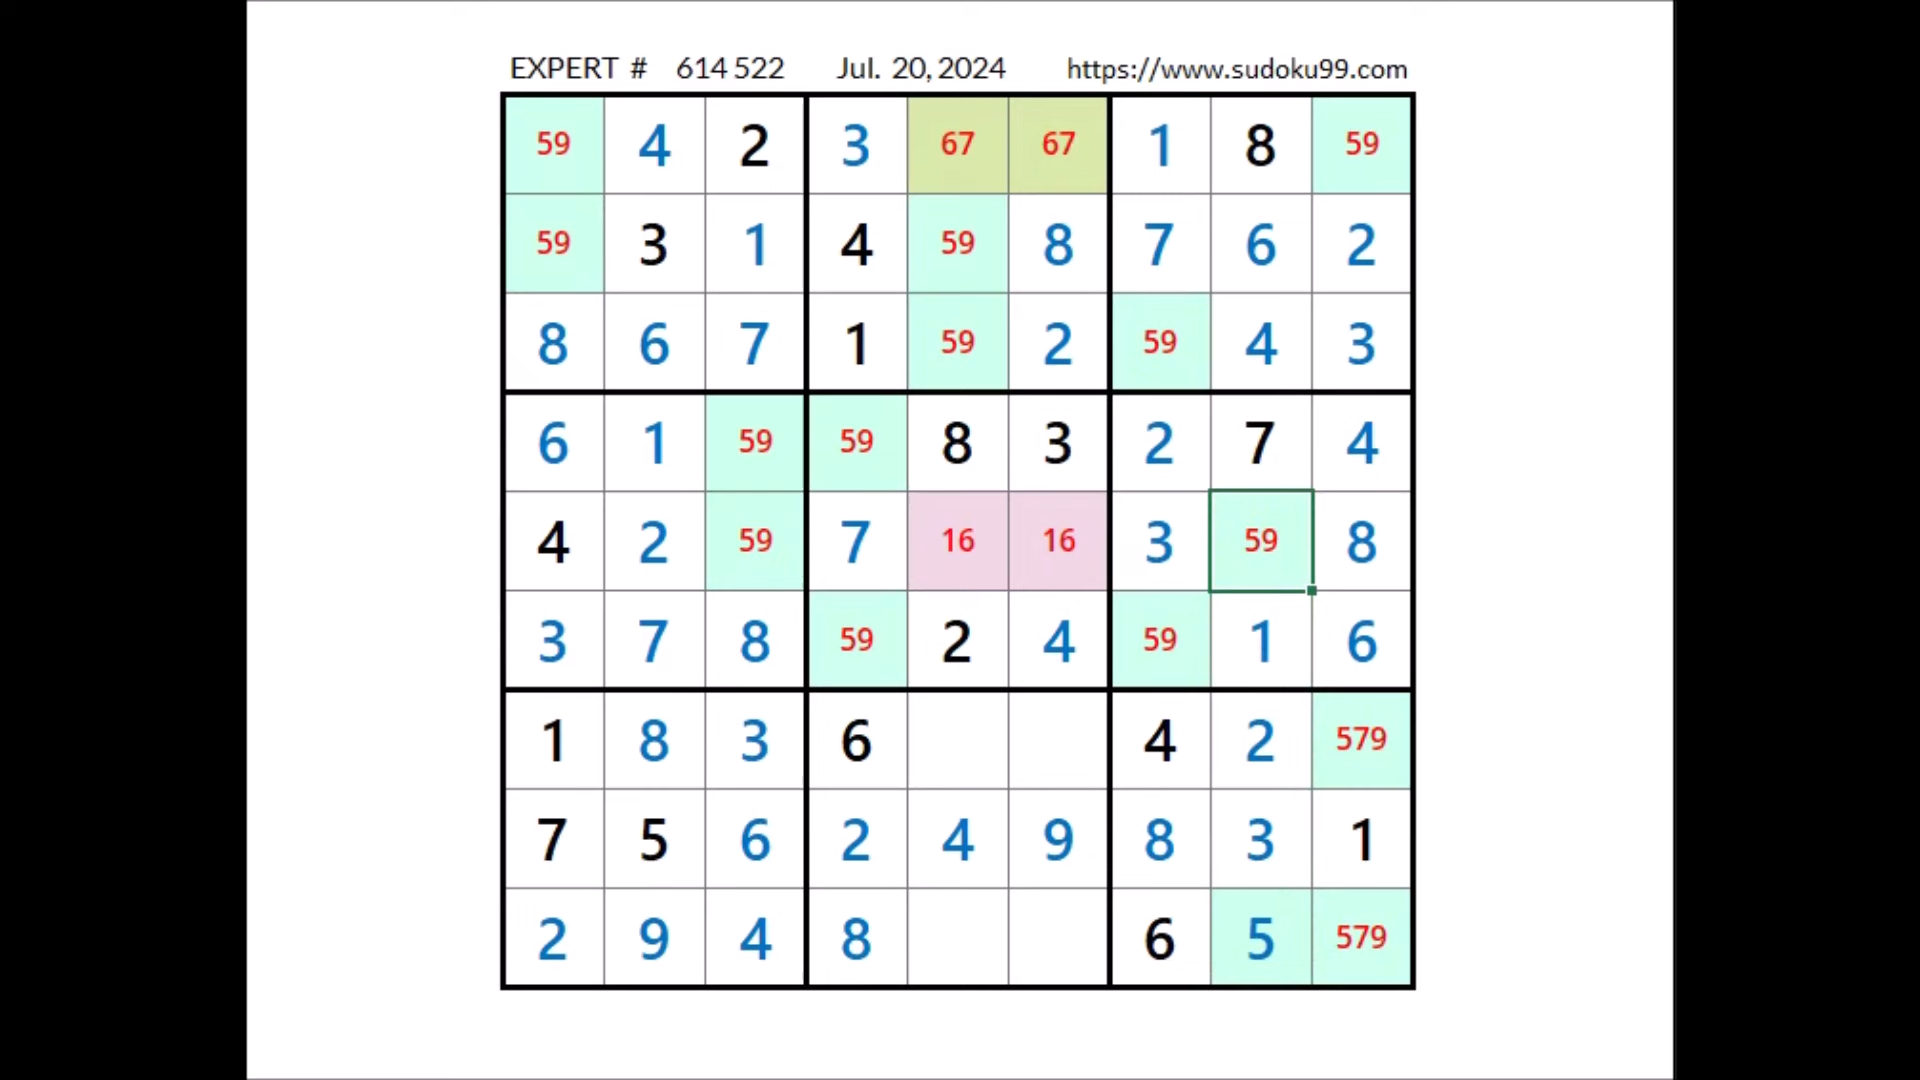 EXPERT # 614 522 Jul. 20, 2024 https://www.sudoku99.com
59 4 2 3 67 67 1 8 59
59 3 1 4 59 8 7 6 2
8 6 7 1 59 2 59 4 3
6 1 59 59 8 3 2 7 4
4 2 59 7 16 16 3 59 8
3 7 8 59 2 4 59 1 6
1 8 3 6 4 2 579
7 5 6 2 4 9 8 3 1
2 9 4 8 6 5 579